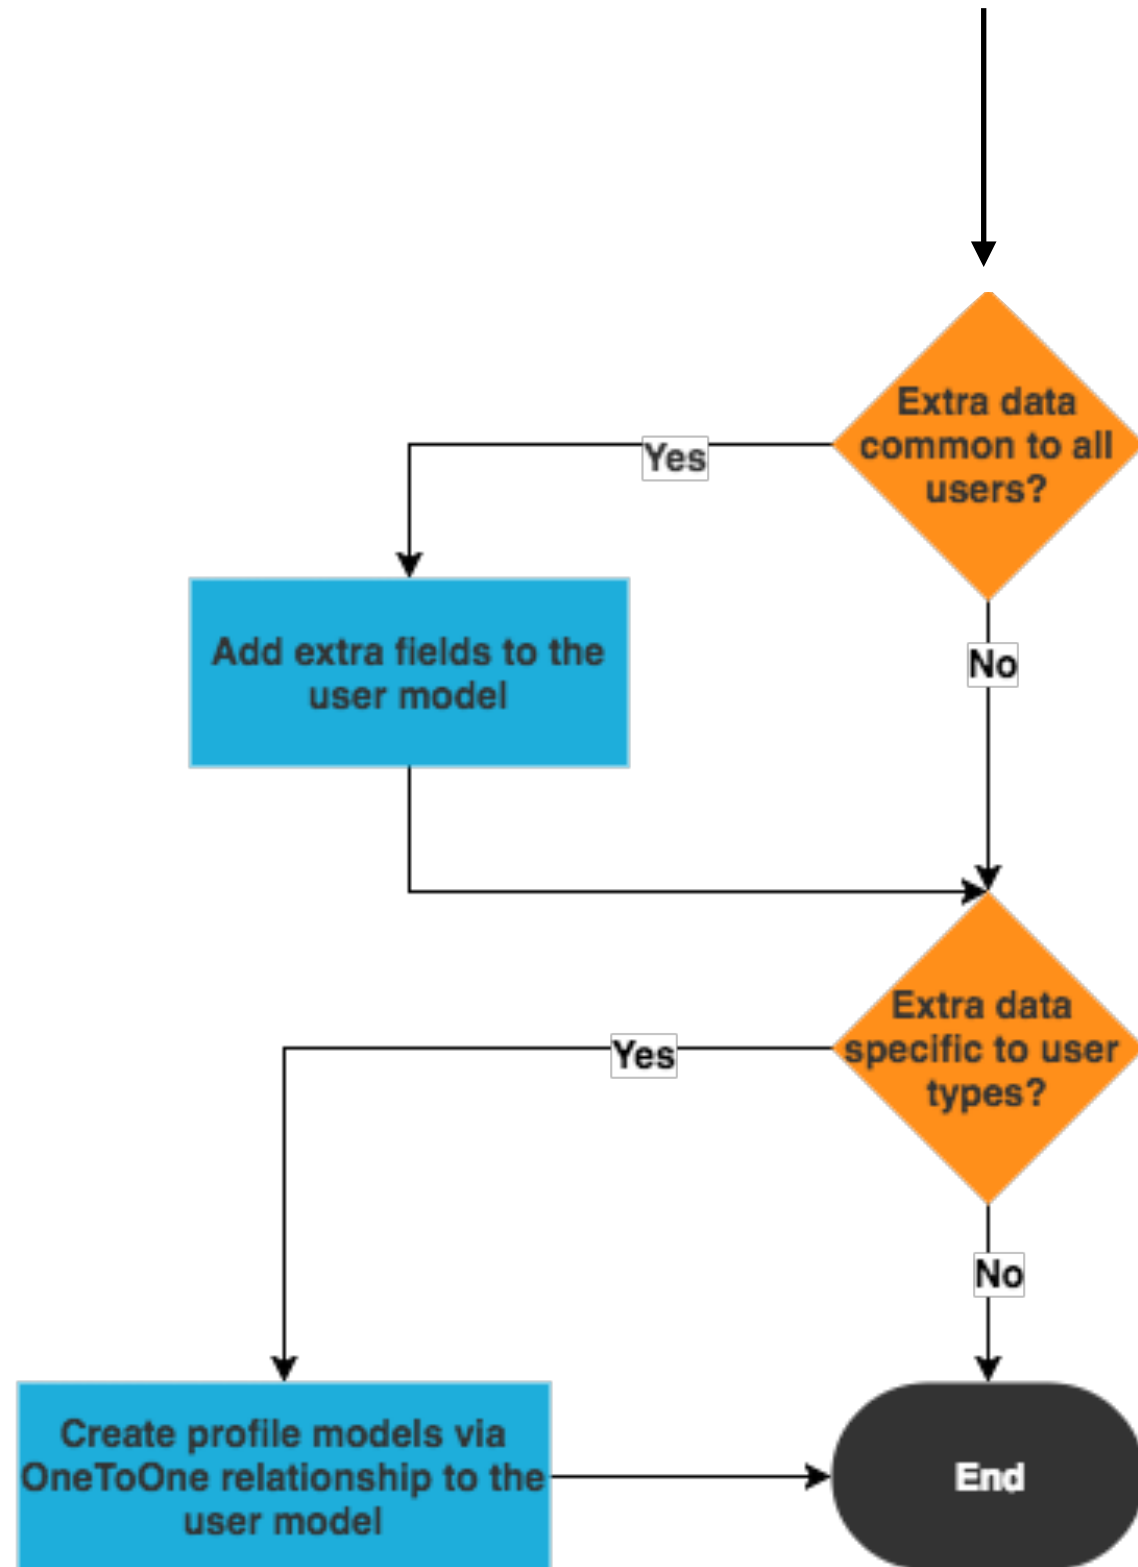 Extra data
common to all
users?
Yes
Add extra fields to the
user model
No
Extra data
specific to user
types?
Yes
No
Create profile models via
OneToOne relationship to the
user model
End